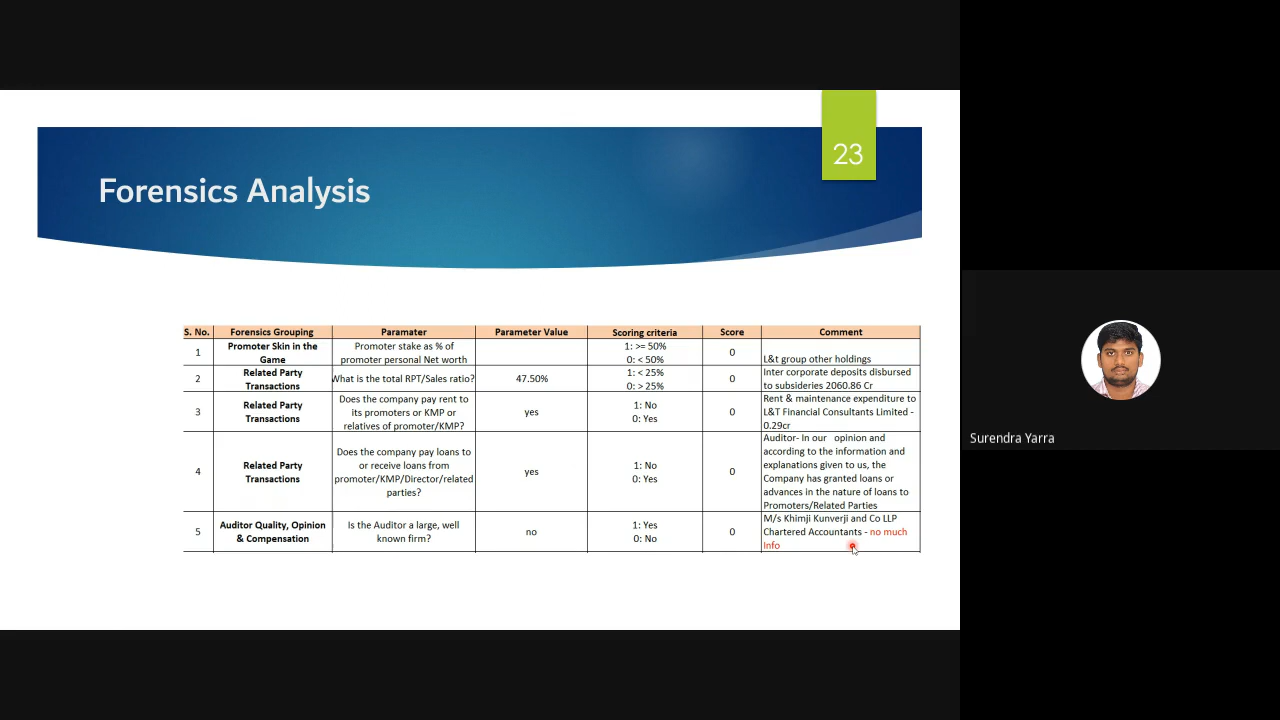 23
Forensics Analysis
S. No. Forensics Grouping Paramater Parameter Value Scoring criteria Score Comment
1 Promoter Skin in the Game Promoter stake as % of promoter personal Net worth 1: >= 50% 0: < 50% 0 L&t group other holdings
2 Related Party Transactions What is the total RPT/Sales ratio? 47.50% 1: < 25% 0: > 25% 0 Inter corporate deposits disbursed to subsideries 2060.86 Cr
3 Related Party Transactions Does the company pay rent to its promoters or KMP or relatives of promoter/KMP? yes 1: No 0: Yes 0 Rent & maintenance expenditure to L&T Financial Consultants Limited - 0.29cr
4 Related Party Transactions Does the company pay loans to or receive loans from promoter/KMP/Director/related parties? yes 1: No 0: Yes 0 Auditor- In our opinion and according to the information and explanations given to us, the Company has granted loans or advances in the nature of loans to Promoters/Related Parties
5 Auditor Quality, Opinion & Compensation Is the Auditor a large, well known firm? no 1: Yes 0: No 0 M/s Khimji Kunverji and Co LLP Chartered Accountants - no much Info
Surendra Yarra